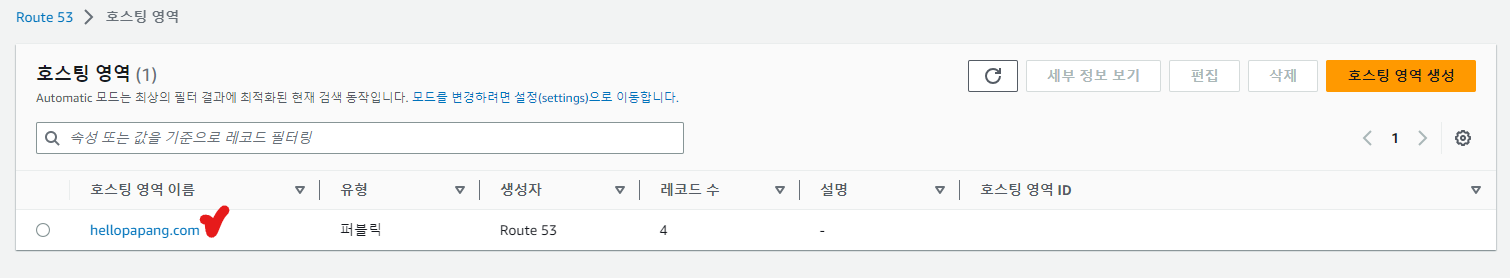 Route 53 > 호스팅 영역
호스팅 영역 (1)
세부 정보 보기
편집
삭제
호스팅 영역 생성
Automatic 모드는 최상의 필터 결과에 최적화된 현재 검색 동작입니다. 모드를 변경하려면 설정(settings)으로 이동합니다.
속성 또는 값을 기준으로 레코드 필터링
1
호스팅 영역 이름 유형 생성자 레코드 수 설명 호스팅 영역 ID
hellopapang.com 퍼블릭 Route 53 4 -